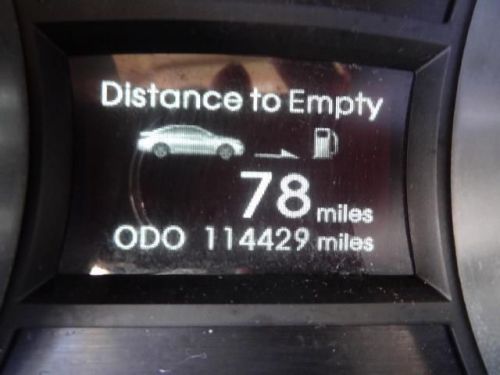 Distance to Empty
78 miles
ODO 114429 miles